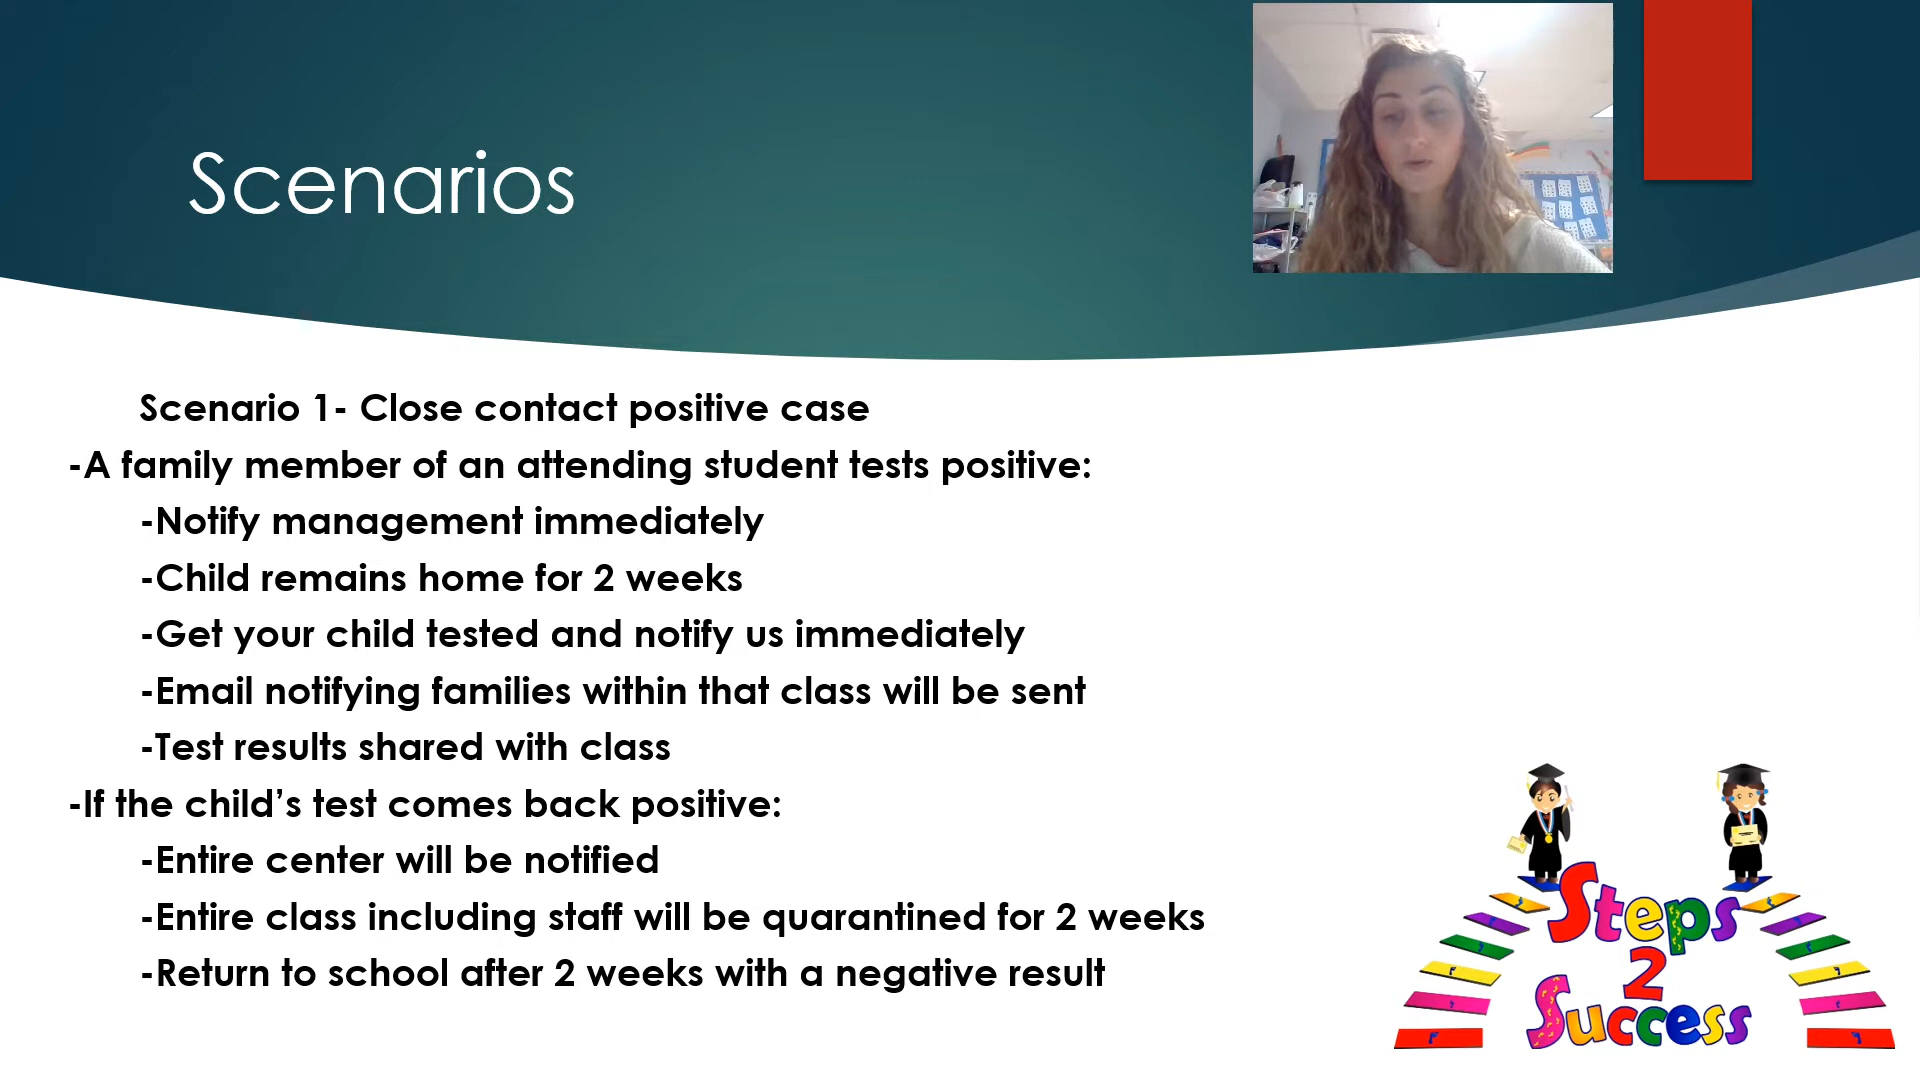 Scenarios
Scenario 1- Close contact positive case
-A family member of an attending student tests positive:
-Notify management immediately
-Child remains home for 2 weeks
-Get your child tested and notify us immediately
-Email notifying families within that class will be sent
-Test results shared with class
-If the child’s test comes back positive:
-Entire center will be notified
-Entire class including staff will be quarantined for 2 weeks
-Return to school after 2 weeks with a negative result
Steps
2
Success